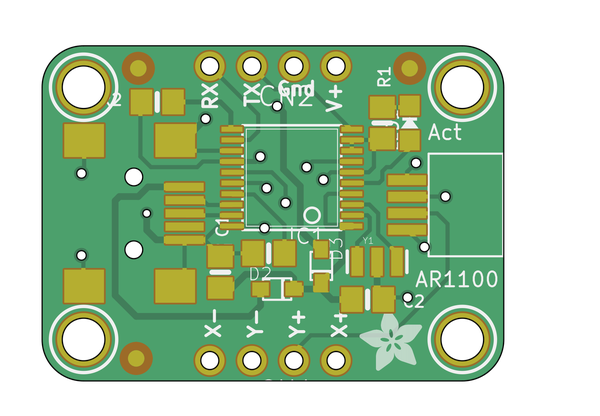 R1
RX
TX
Gnd
V+
CN2
Act
C1
IC1
D3
Y1
D2
AR1100
C2
X-
Y-
Y+
X+